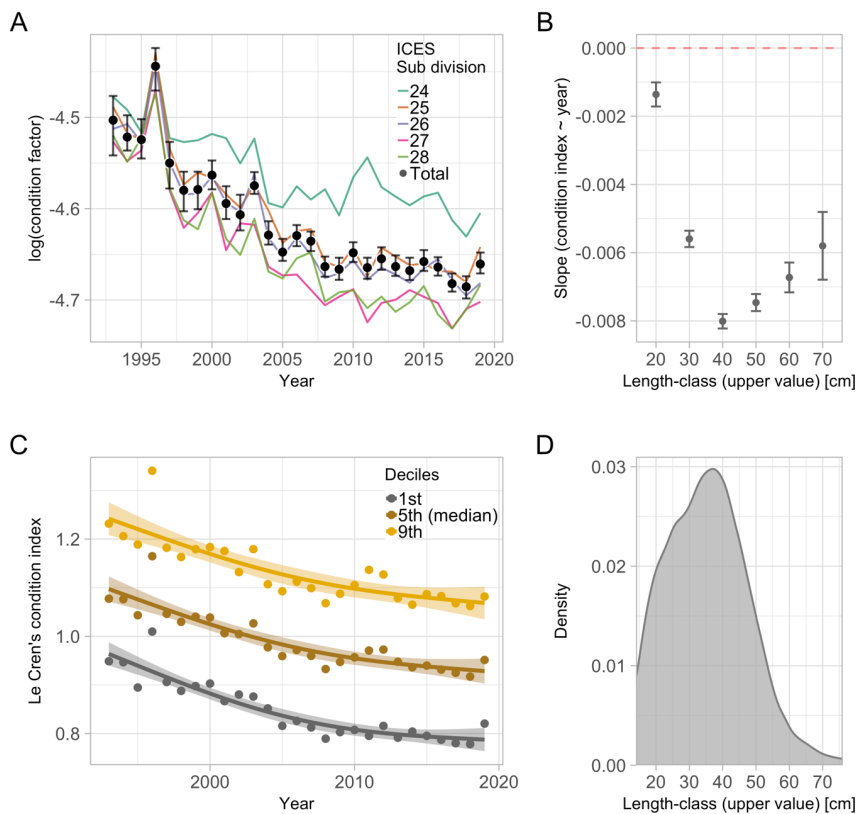 A
ICES
Sub division
24
25
26
27
28
Total
-4.5
-4.6
-4.7
log(condition factor)
1995
2000
2005
2010
2015
2020
Year
B
0.000
-0.002
-0.004
-0.006
-0.008
Slope (condition index ~ year)
20
30
40
50
60
70
Length-class (upper value) [cm]
C
Deciles
1st
5th (median)
9th
1.2
1.0
0.8
Le Cren's condition index
2000
2010
2020
Year
D
0.03
0.02
0.01
0.00
Density
20
30
40
50
60
70
Length-class (upper value) [cm]